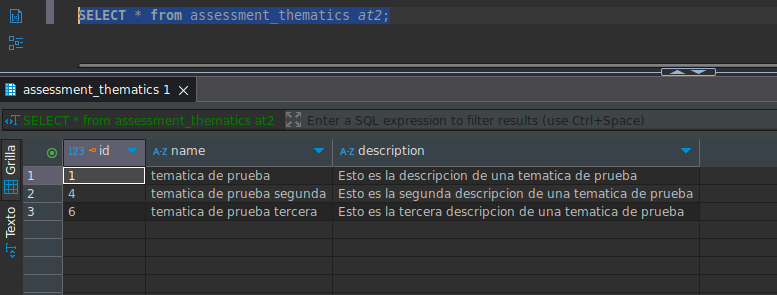 SELECT * from assessment_thematics at2;
assessment_thematics 1
SELECT * from assessment_thematics at2 Enter a SQL expression to filter results (use Ctrl+Space)
Grilla
Texto
123 id A-Z name A-Z description
1 1 tematica de prueba Esto es la descripcion de una tematica de prueba
2 4 tematica de prueba segunda Esto es la segunda descripcion de una tematica de prueba
3 6 tematica de prueba tercera Esto es la tercera descripcion de una tematica de prueba